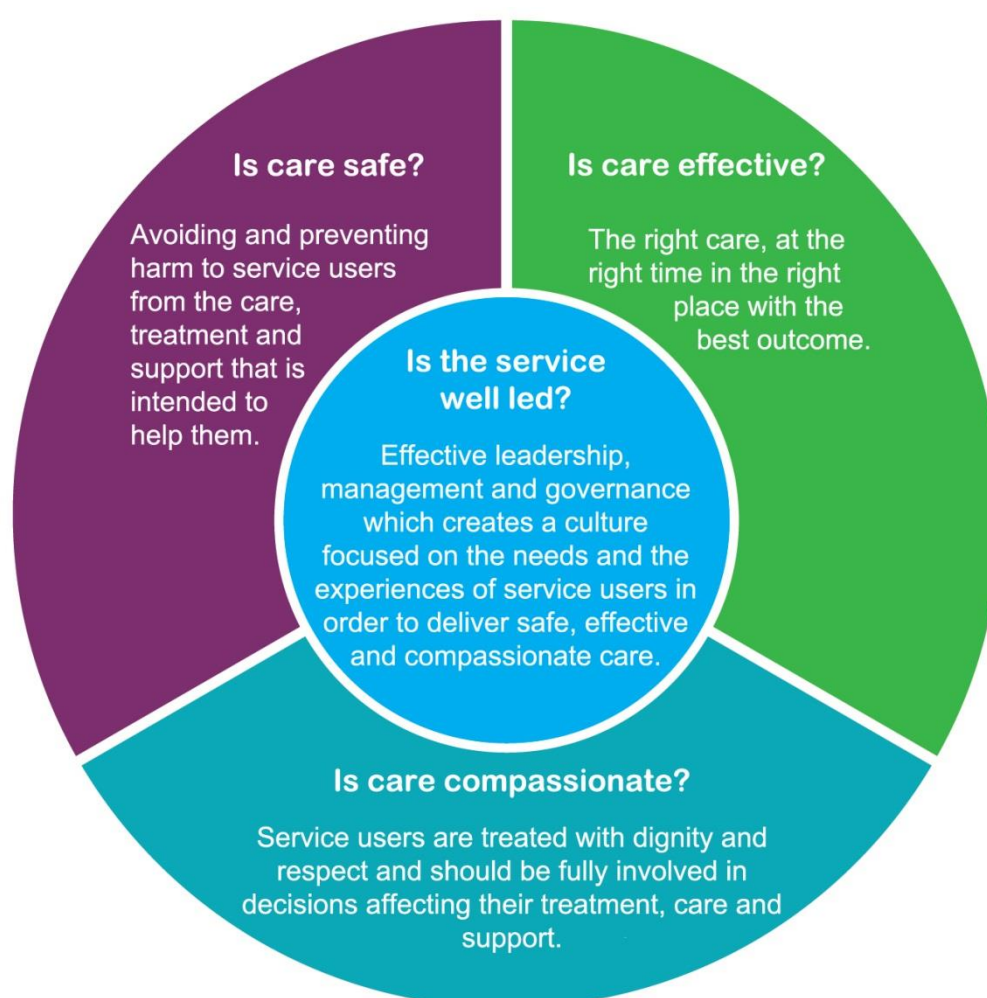 Is care safe?
Avoiding and preventing
harm to service users
from the care,
treatment and
support that is
intended to
help them.
Is care effective?
The right care, at the
right time in the right
place with the
best outcome.
Is the service
well led?
Effective leadership,
management and governance
which creates a culture
focused on the needs and the
experiences of service users in
order to deliver safe, effective
and compassionate care.
Is care compassionate?
Service users are treated with dignity and
respect and should be fully involved in
decisions affecting their treatment, care and
support.